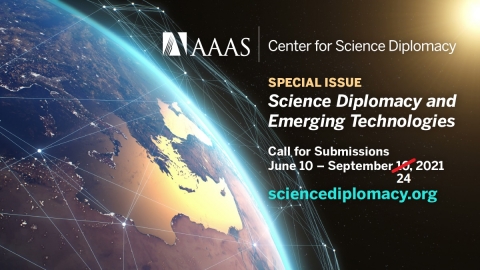 AAAS | Center for Science Diplomacy
SPECIAL ISSUE
Science Diplomacy and
Emerging Technologies
Call for Submissions
June 10 – September 10, 2021
24
sciencediplomacy.org